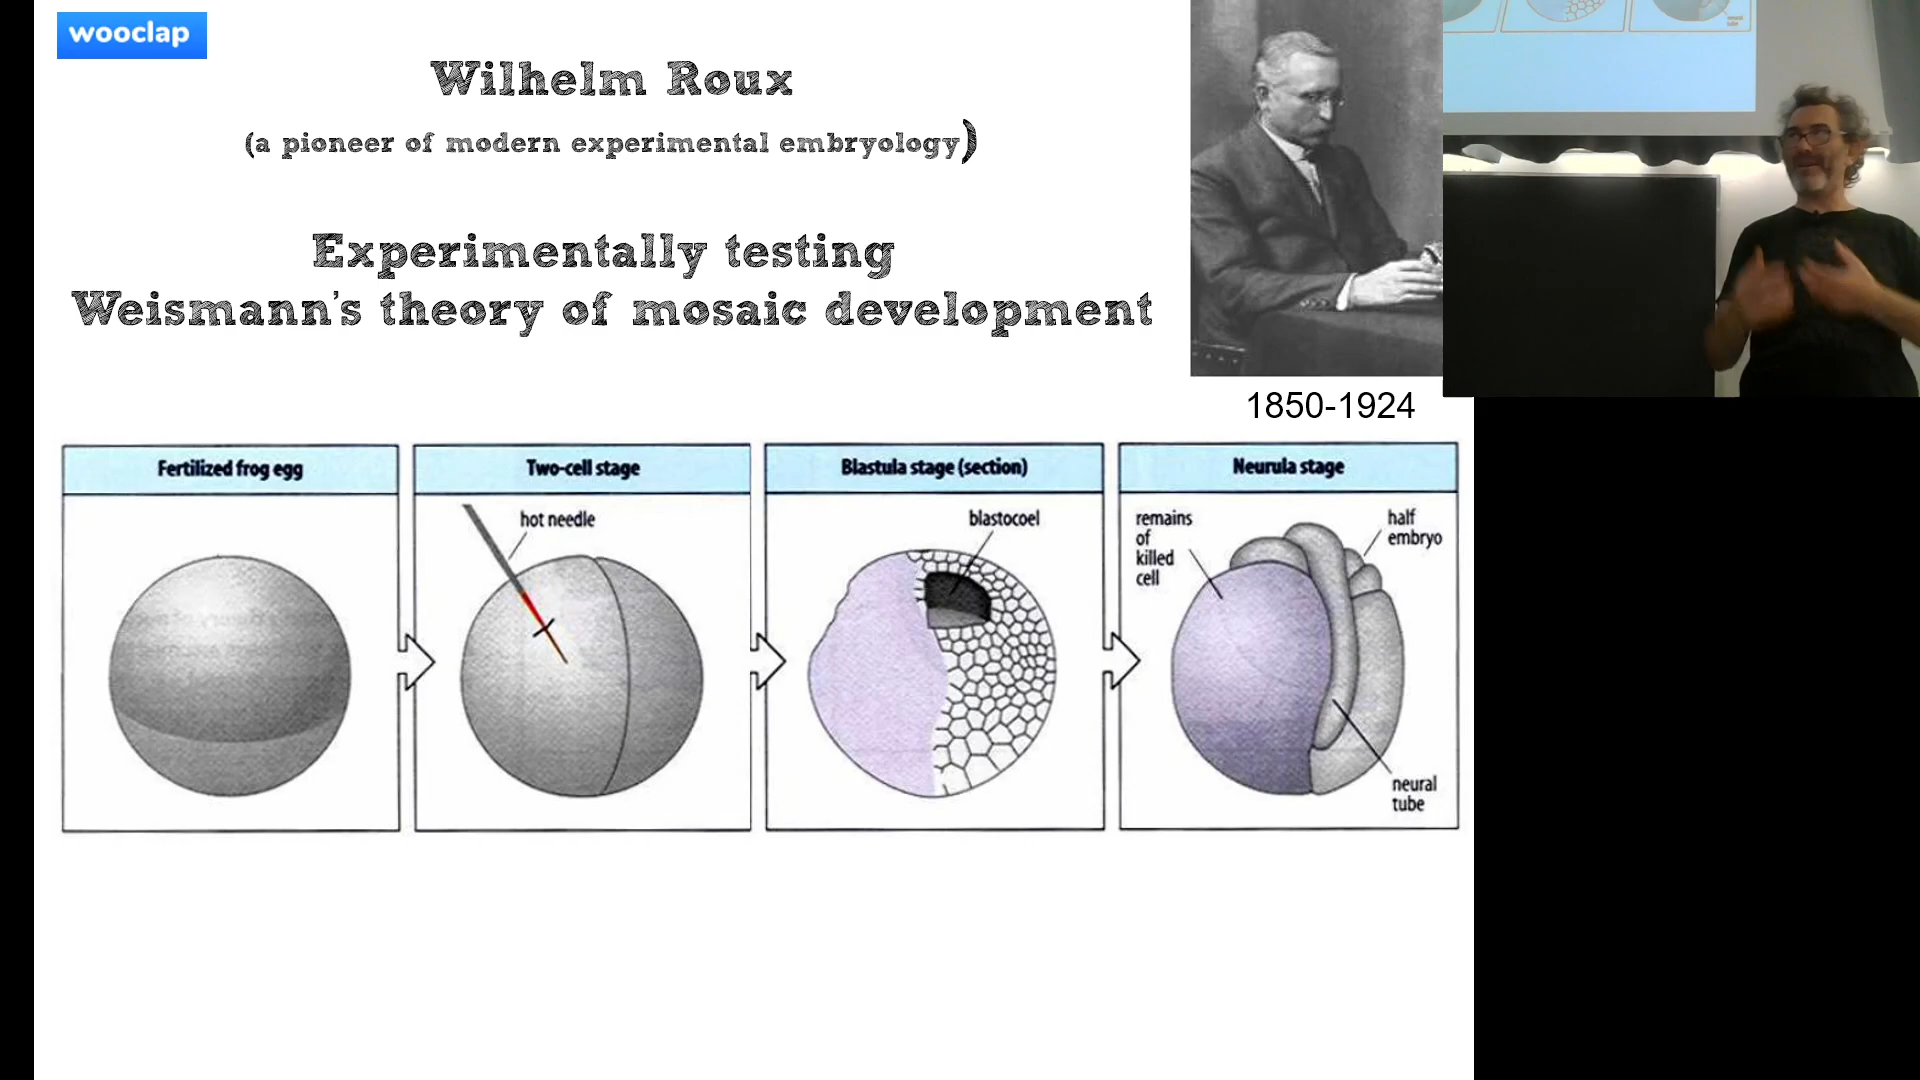 wooclap
Wilhelm Roux
(a pioneer of modern experimental embryology)
Experimentally testing
Weismann's theory of mosaic development
1850-1924
Fertilized frog egg
Two-cell stage
hot needle
Blastula stage (section)
blastocoel
Neurula stage
remains
of
killed
cell
half
embryo
neural
tube